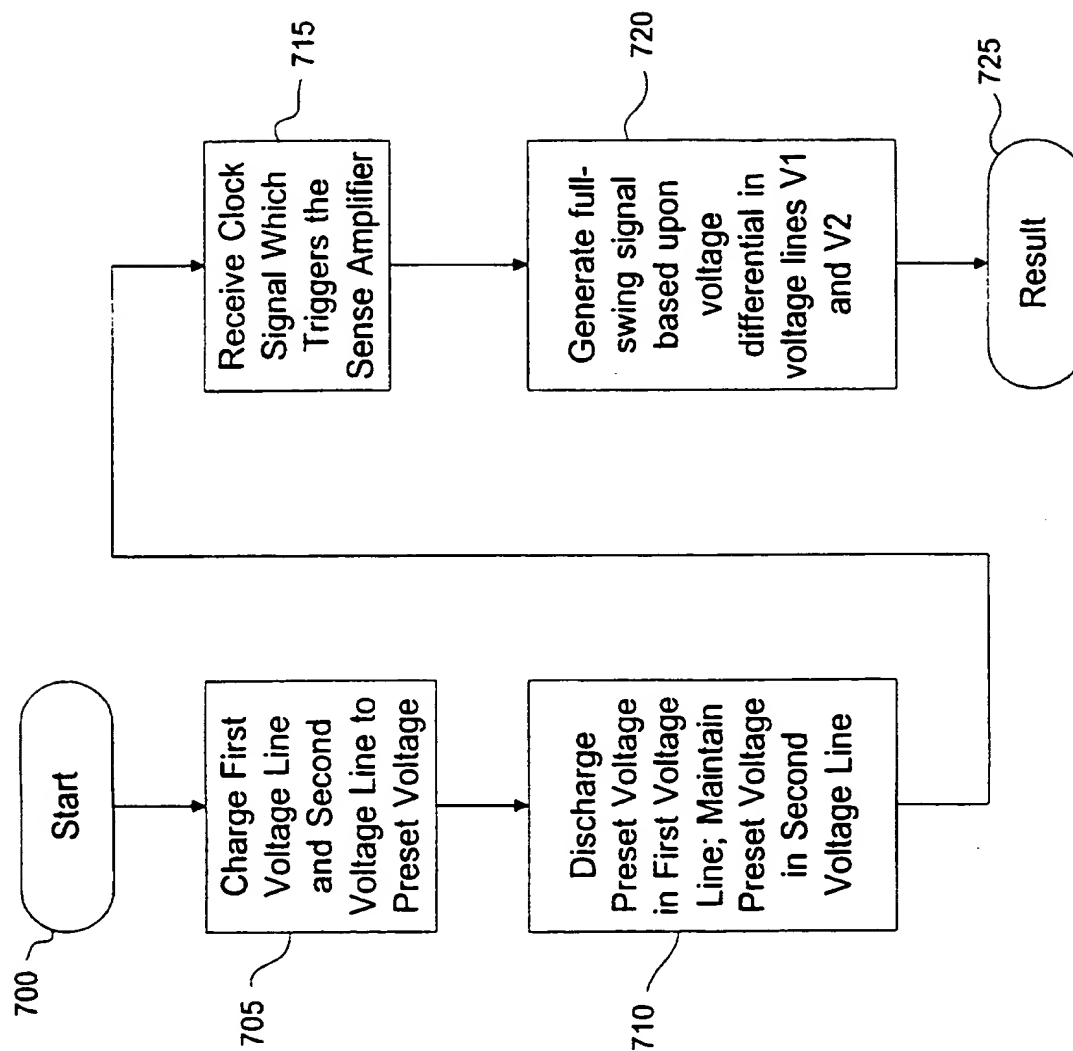 700
Start
705
Charge First
Voltage Line
and Second
Voltage Line to
Preset Voltage
710
Discharge
Preset Voltage
in First Voltage
Line; Maintain
Preset Voltage
in Second
Voltage Line
715
Receive Clock
Signal Which
Triggers the
Sense Amplifier
720
Generate full-
swing signal
based upon
voltage
differential in
voltage lines V1
and V2
725
Result